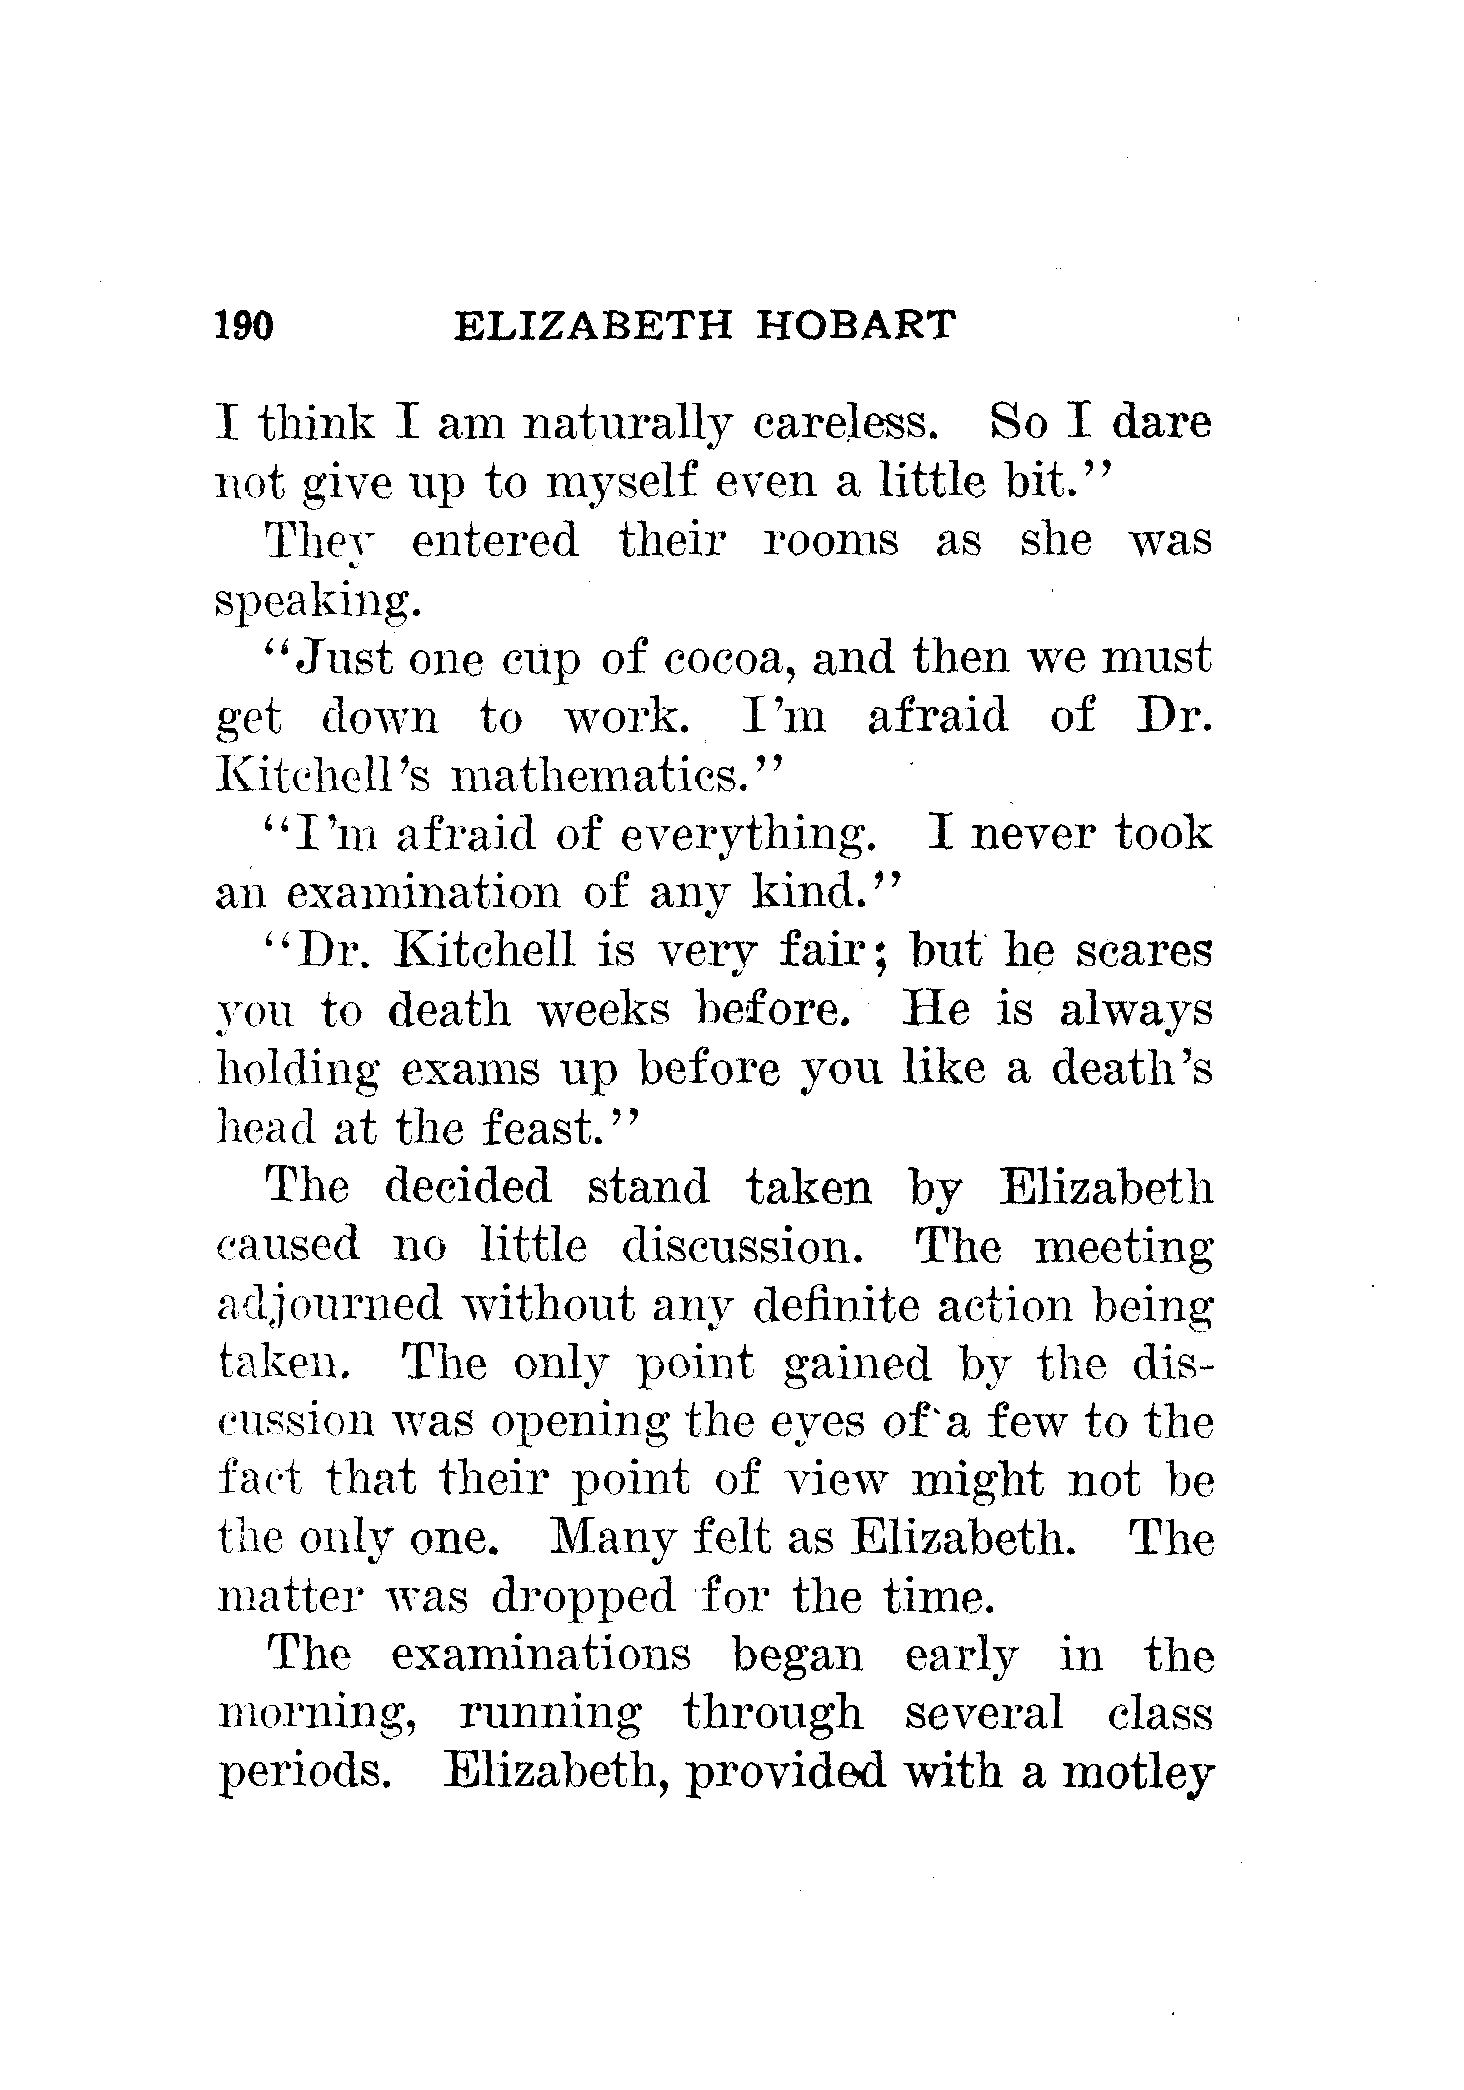 190 ELIZABETH HOBART
I think I am naturally careless. So I dare
not give up to myself even a little bit."
They entered their rooms as she was
speaking.
"Just one cup of cocoa, and then we must
get down to work. I'm afraid of Dr.
Kitchell's mathematics."
"I'm afraid of everything. I never took
an examination of any kind."
"Dr. Kitchell is very fair; but he scares
you to death weeks before. He is always
holding exams up before you like a death's
head at the feast."
The decided stand taken by Elizabeth
caused no little discussion. The meeting
adjourned without any definite action being
taken. The only point gained by the dis-
cussion was opening the eyes of a few to the
fact that their point of view might not be
the only one. Many felt as Elizabeth. The
matter was dropped for the time.
The examinations began early in the
morning, running through several class
periods. Elizabeth, provided with a motley